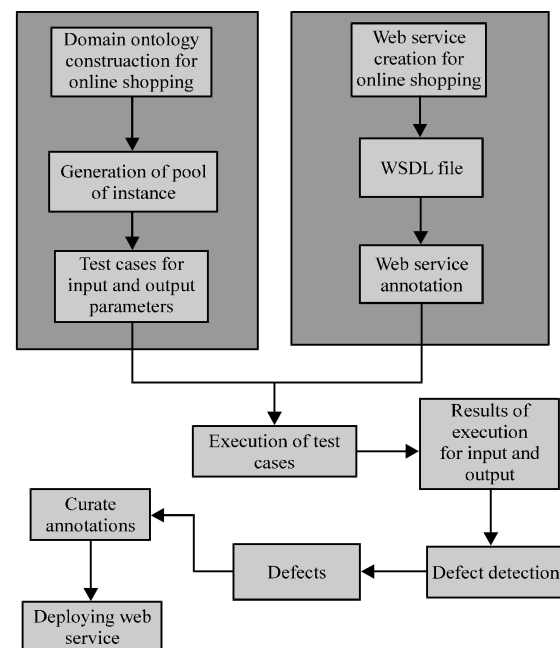 Domain ontology
construaction for
online shopping
Generation of pool
of instance
Test cases for
input and output
parameters
Web service
creation for
online shopping
WSDL file
Web service
annotation
Execution of test
cases
Results of
execution
for input and
output
Defect detection
Defects
Curate
annotations
Deploying web
service